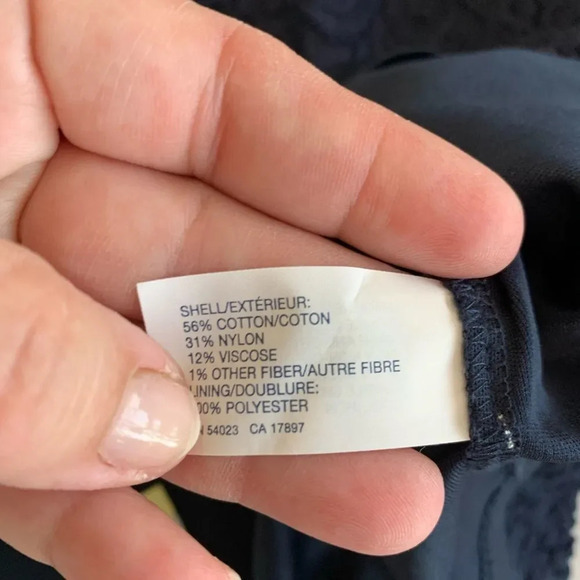 SHELL/EXTÉRIEUR:
56% COTTON/COTON
31% NYLON
12% VISCOSE
1% OTHER FIBER/AUTRE FIBRE
LINING/DOUBLURE:
00% POLYESTER
N 54023 CA 17897